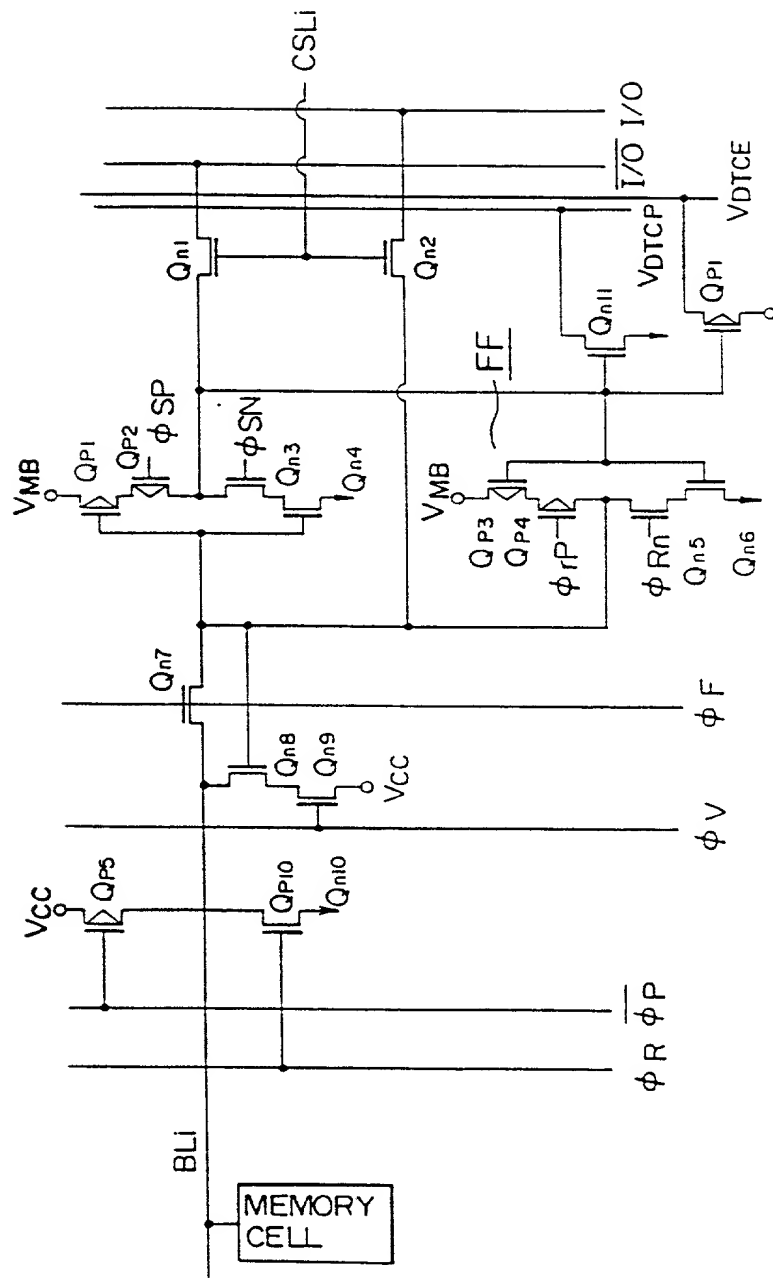 MEMORY
CELL
BLi
φR
φP
VCC
QP5
QP10
Qn10
φV
VCC
Qn8
Qn9
φF
Qn7
VMB
QP1
QP2
φSP
φSN
Qn3
Qn4
VMB
QP3
QP4
φrP
φRn
Qn5
Qn6
FF
Qn1
Qn2
CSLi
Qn11
QP1
VDTCP
VDTCE
I/O
I/O